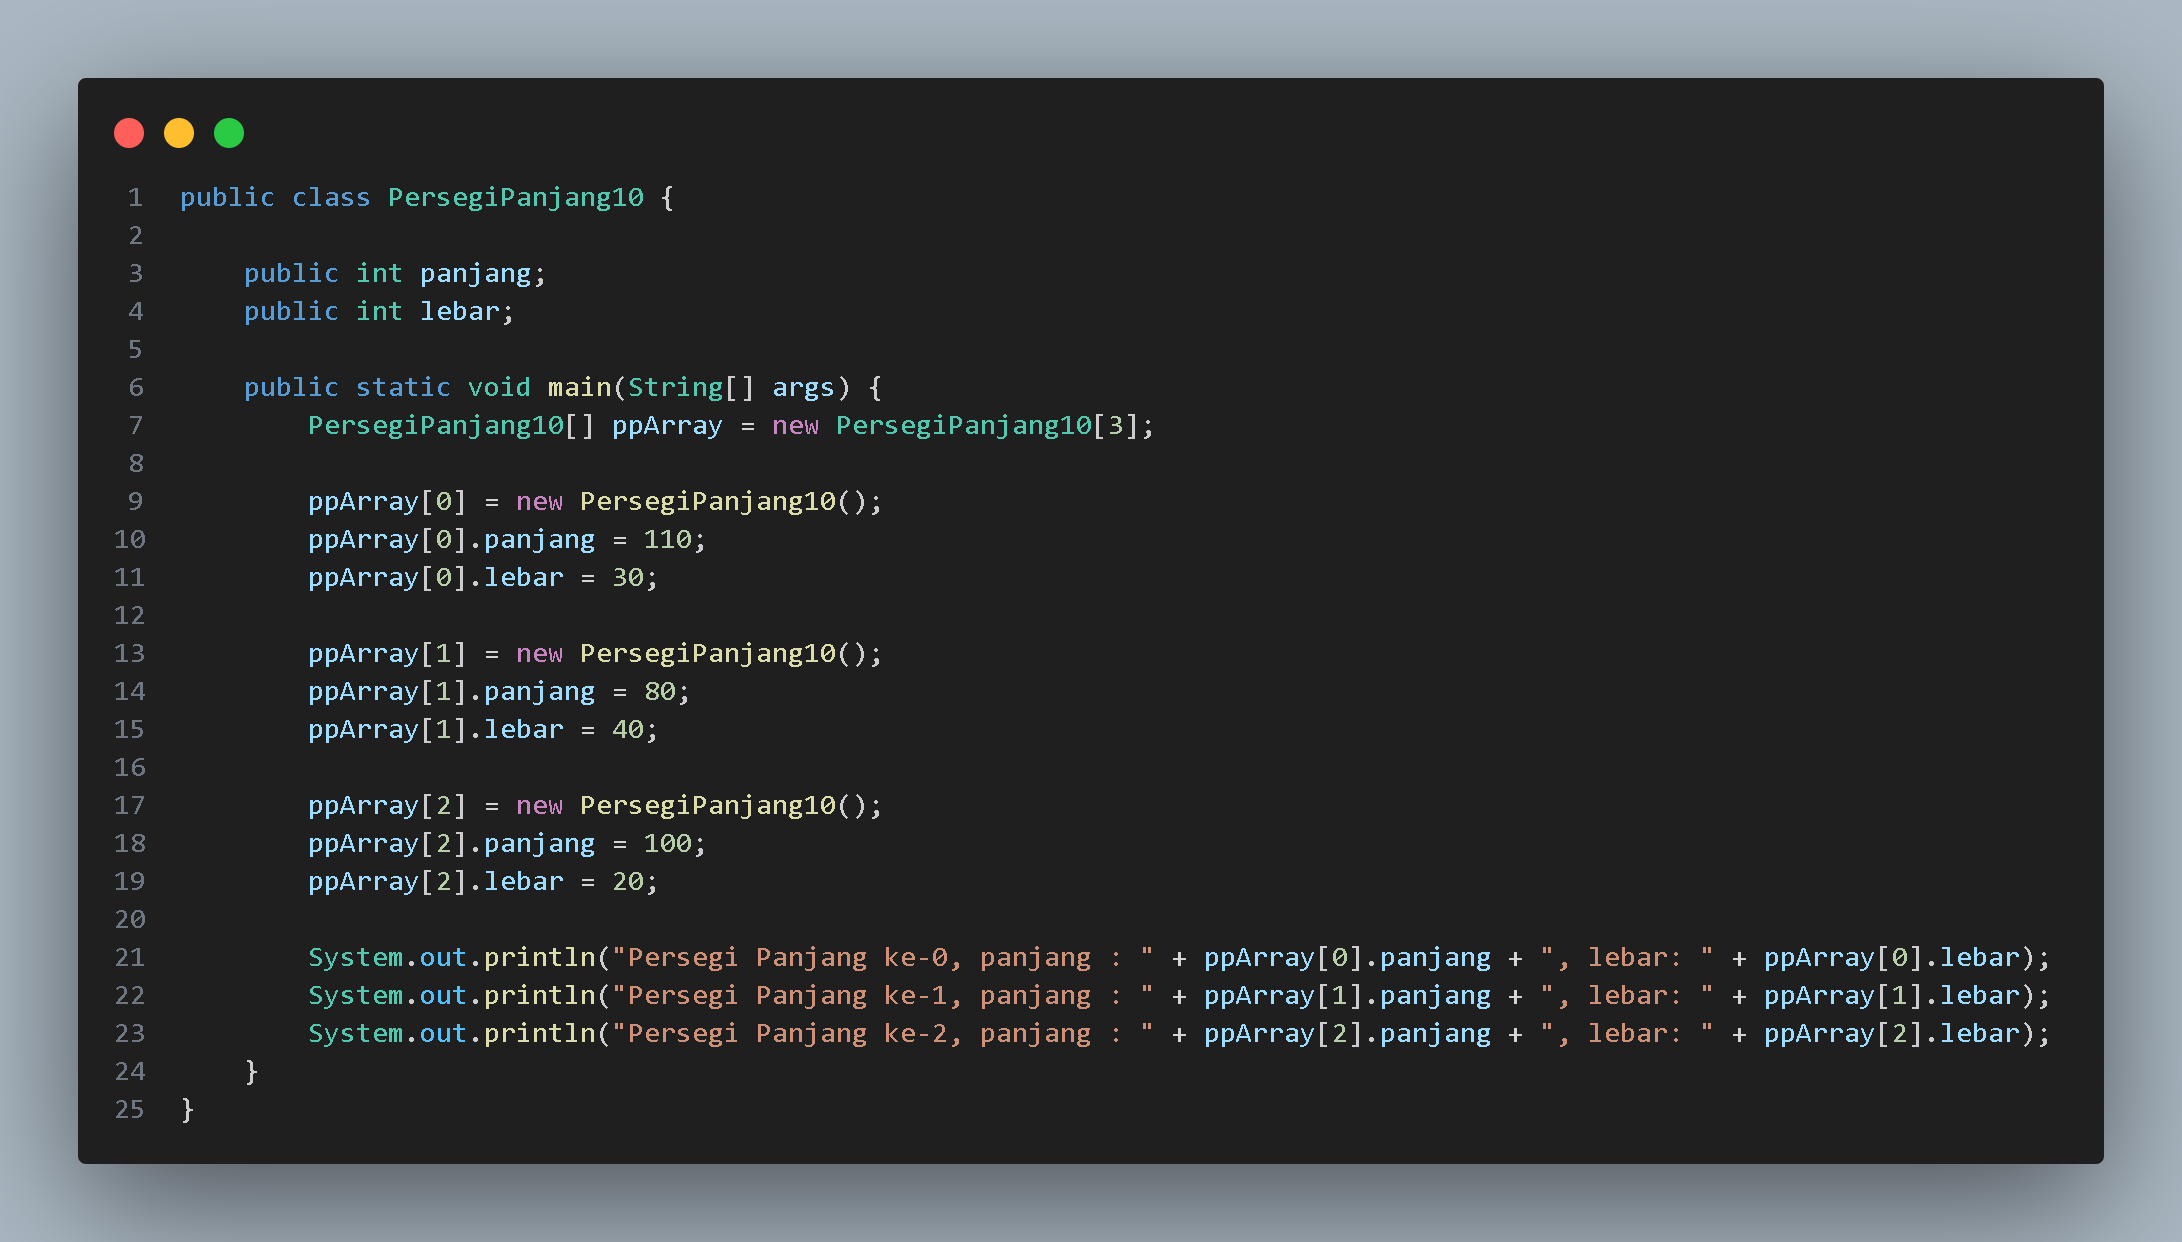 1 public class PersegiPanjang10 {
2
3     public int panjang;
4     public int lebar;
5
6     public static void main(String[] args) {
7         PersegiPanjang10[] ppArray = new PersegiPanjang10[3];
8
9         ppArray[0] = new PersegiPanjang10();
10         ppArray[0].panjang = 110;
11         ppArray[0].lebar = 30;
12
13         ppArray[1] = new PersegiPanjang10();
14         ppArray[1].panjang = 80;
15         ppArray[1].lebar = 40;
16
17         ppArray[2] = new PersegiPanjang10();
18         ppArray[2].panjang = 100;
19         ppArray[2].lebar = 20;
20
21         System.out.println("Persegi Panjang ke-0, panjang : " + ppArray[0].panjang + ", lebar: " + ppArray[0].lebar);
22         System.out.println("Persegi Panjang ke-1, panjang : " + ppArray[1].panjang + ", lebar: " + ppArray[1].lebar);
23         System.out.println("Persegi Panjang ke-2, panjang : " + ppArray[2].panjang + ", lebar: " + ppArray[2].lebar);
24     }
25 }